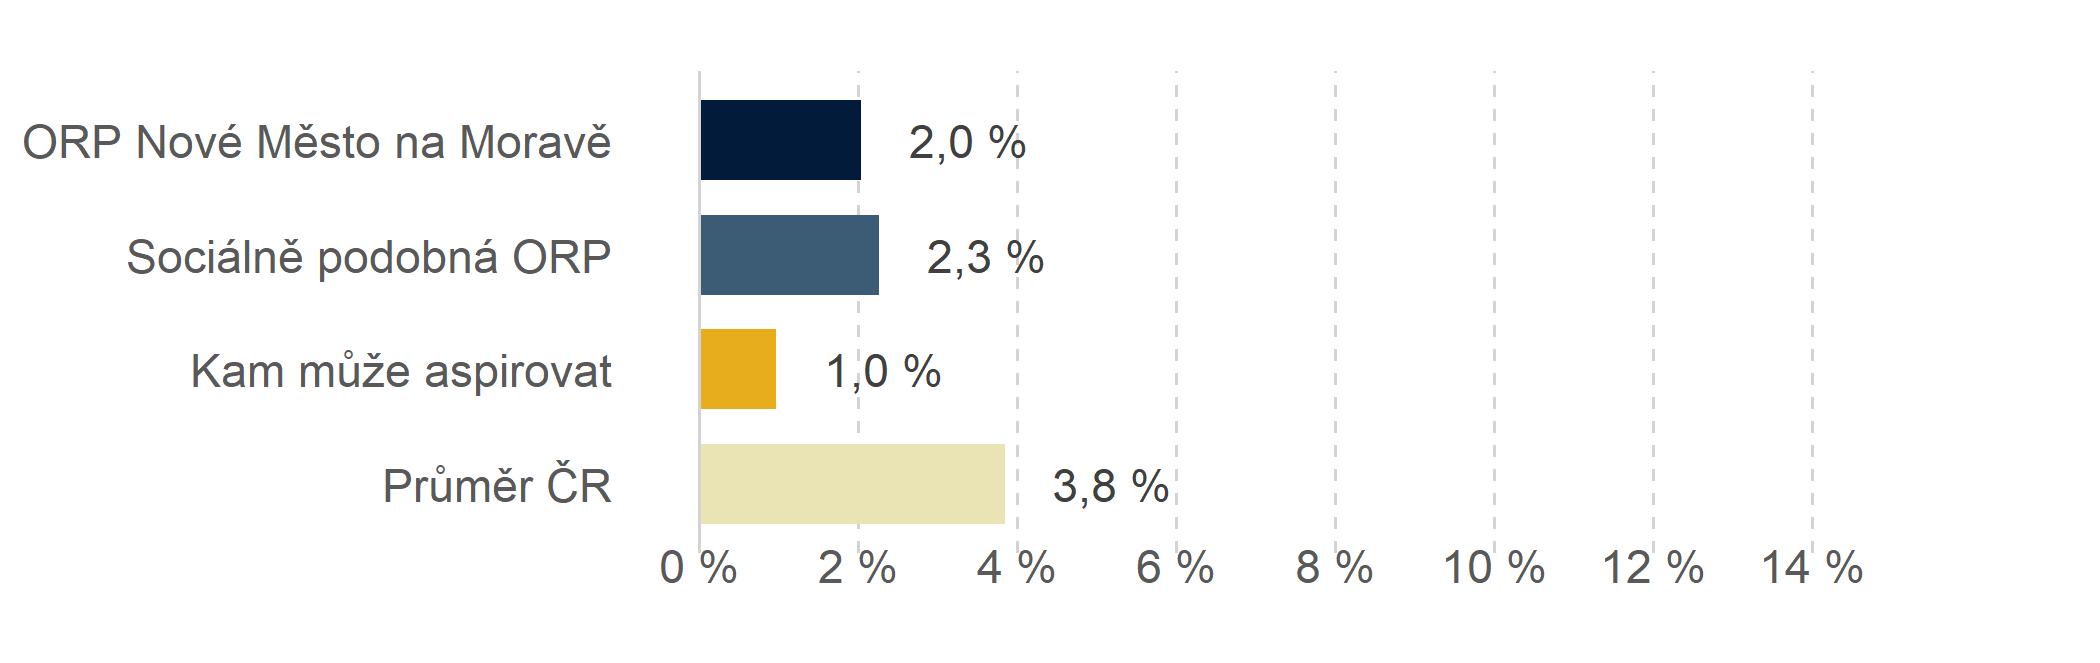 ORP Nové Město na Moravě
2,0 %
Sociálně podobná ORP
2,3 %
Kam může aspirovat
1,0 %
Průměr ČR
3,8 %
0 % 2 % 4 % 6 % 8 % 10 % 12 % 14 %